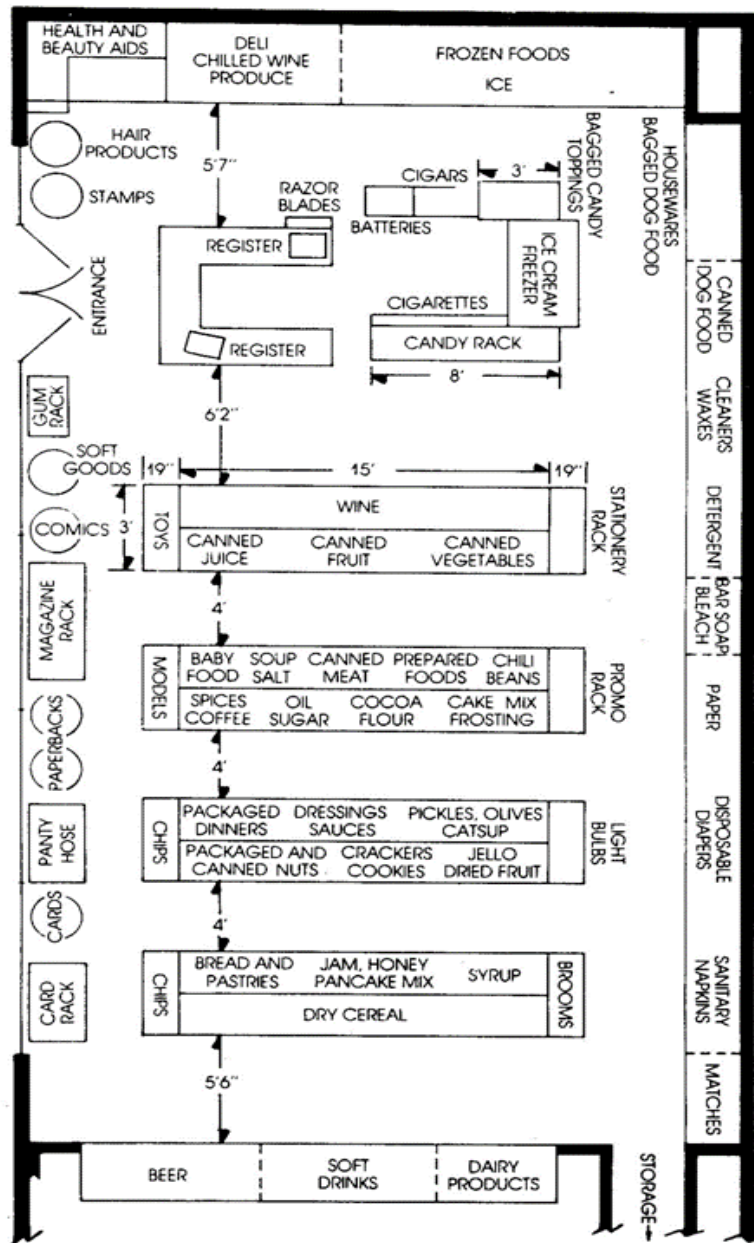 HEALTH AND
BEAUTY AIDS
DELI
CHILLED WINE
PRODUCE
FROZEN FOODS
ICE
HAIR
PRODUCTS
STAMPS
5'7"
RAZOR
BLADES
REGISTER
CIGARS
BATTERIES
3'
BAGGED CANDY
TOPPINGS
HOUSEWARES
BAGGED DOG FOOD
ENTRANCE
REGISTER
ICE CREAM
FREEZER
CIGARETTES
CANDY RACK
8'
CANNED
DOG FOOD
CLEANERS
WAXES
GUM
RACK
6'2"
SOFT
GOODS
19"
15'
19"
COMICS
3'
TOYS
WINE
CANNED
JUICE
CANNED
FRUIT
CANNED
VEGETABLES
STATIONERY
RACK
DETERGENT
BAR SOAP
BLEACH
4'
MAGAZINE
RACK
MODELS
BABY
FOOD
SOUP
SALT
CANNED
MEAT
PREPARED
FOODS
CHILI
BEANS
SPICES
COFFEE
OIL
SUGAR
COCOA
FLOUR
CAKE MIX
FROSTING
PROMO
RACK
PAPER
PAPERBACKS
4'
PANTY
HOSE
CHIPS
PACKAGED
DINNERS
DRESSINGS
SAUCES
PICKLES, OLIVES
CATSUP
PACKAGED AND
CANNED NUTS
CRACKERS
COOKIES
JELLO
DRIED FRUIT
LIGHT
BULBS
DISPOSABLE
DIAPERS
CARDS
4'
CARD
RACK
CHIPS
BREAD AND
PASTRIES
JAM, HONEY
PANCAKE MIX
SYRUP
DRY CEREAL
BROOMS
SANITARY
NAPKINS
5'6"
MATCHES
BEER
SOFT
DRINKS
DAIRY
PRODUCTS
STORAGE→